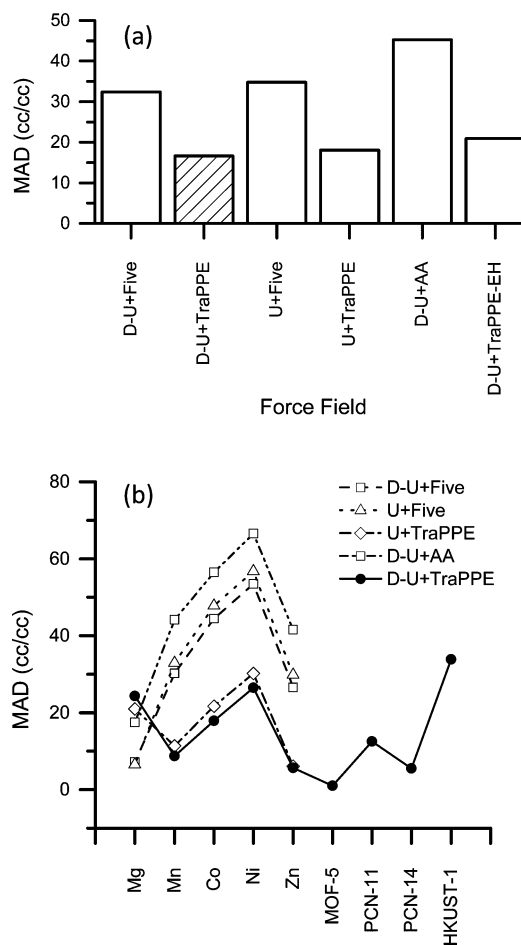 (a)
MAD (cc/cc)
50
40
30
20
10
0
D-U+Five
D-U+TraPPE
U+Five
U+TraPPE
D-U+AA
D-U+TraPPE-EH
Force Field
(b)
MAD (cc/cc)
80
60
40
20
0
D-U+Five
U+Five
U+TraPPE
D-U+AA
D-U+TraPPE
Mg
Mn
Co
Ni
Zn
MOF-5
PCN-11
PCN-14
HKUST-1